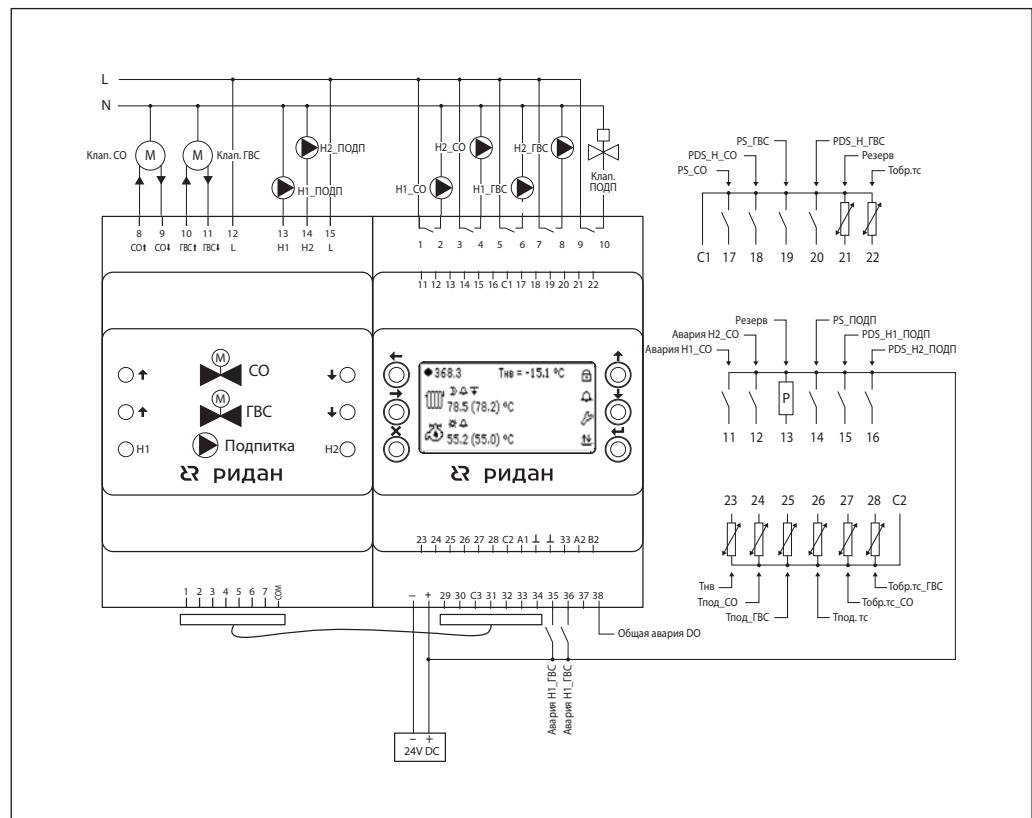 L
N
Клап. СО
M
Клап. ГВС
M
Н1_ПОДП
Н2_ПОДП
Н1_СО
Н2_СО
Н1_ГВС
Н2_ГВС
Клап.
ПОДП
8 9 10 11 12 13 14 15
СО⬆ СО⬇ ГВС⬆ ГВС⬇ L Н1 Н2 L
1 2 3 4 5 6 7 8 9 10
11 12 13 14 15 16 C1 17 18 19 20 21 22
M
СО
M
ГВС
Н1
Подпитка
Н2
ридан
368.3 Тнв = -15.1 °C
78.5 (78.2) °C
55.2 (55.0) °C
ридан
23 24 25 26 27 28 C2 A1 ⊥ ⊥ 33 A2 B2
1 2 3 4 5 6 7 COM
– + 29 30 C3 31 32 33 34 35 36 37 38
Общая авария DO
Авария Н1_ГВС
Авария Н1_ГВС
– +
24V DC
PS_ГВС
PDS_Н_СО
PS_СО
PDS_Н_ГВС
Резерв
Тобр.тс
C1 17 18 19 20 21 22
Резерв
Авария Н2_СО
Авария Н1_СО
PS_ПОДП
PDS_Н1_ПОДП
PDS_Н2_ПОДП
P
11 12 13 14 15 16
23 24 25 26 27 28 C2
Тнв
Тпод_СО
Тпод_ГВС
Тобр.тс_ГВС
Тобр.тс_СО
Тпод. тс